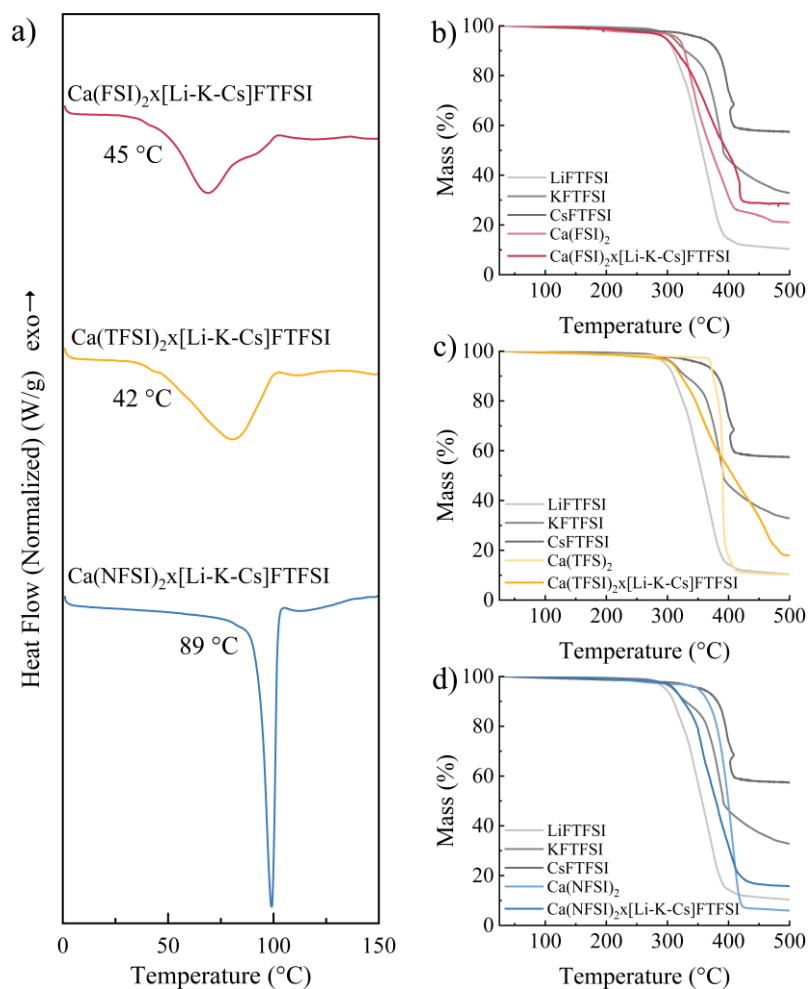 a)
Ca(FSI)₂x[Li-K-Cs]FTFSI
45 °C
Ca(TFSI)₂x[Li-K-Cs]FTFSI
42 °C
Ca(NFSI)₂x[Li-K-Cs]FTFSI
89 °C
Heat Flow (Normalized) (W/g) exo→
0 50 100 150
Temperature (°C)
b)
100
80
60
40
20
0
Mass (%)
LiFTFSI
KFTFSI
CsFTFSI
Ca(FSI)₂
Ca(FSI)₂x[Li-K-Cs]FTFSI
100 200 300 400 500
Temperature (°C)
c)
100
80
60
40
20
0
Mass (%)
LiFTFSI
KFTFSI
CsFTFSI
Ca(TFS)₂
Ca(TFSI)₂x[Li-K-Cs]FTFSI
100 200 300 400 500
Temperature (°C)
d)
100
80
60
40
20
0
Mass (%)
LiFTFSI
KFTFSI
CsFTFSI
Ca(NFSI)₂
Ca(NFSI)₂x[Li-K-Cs]FTFSI
100 200 300 400 500
Temperature (°C)